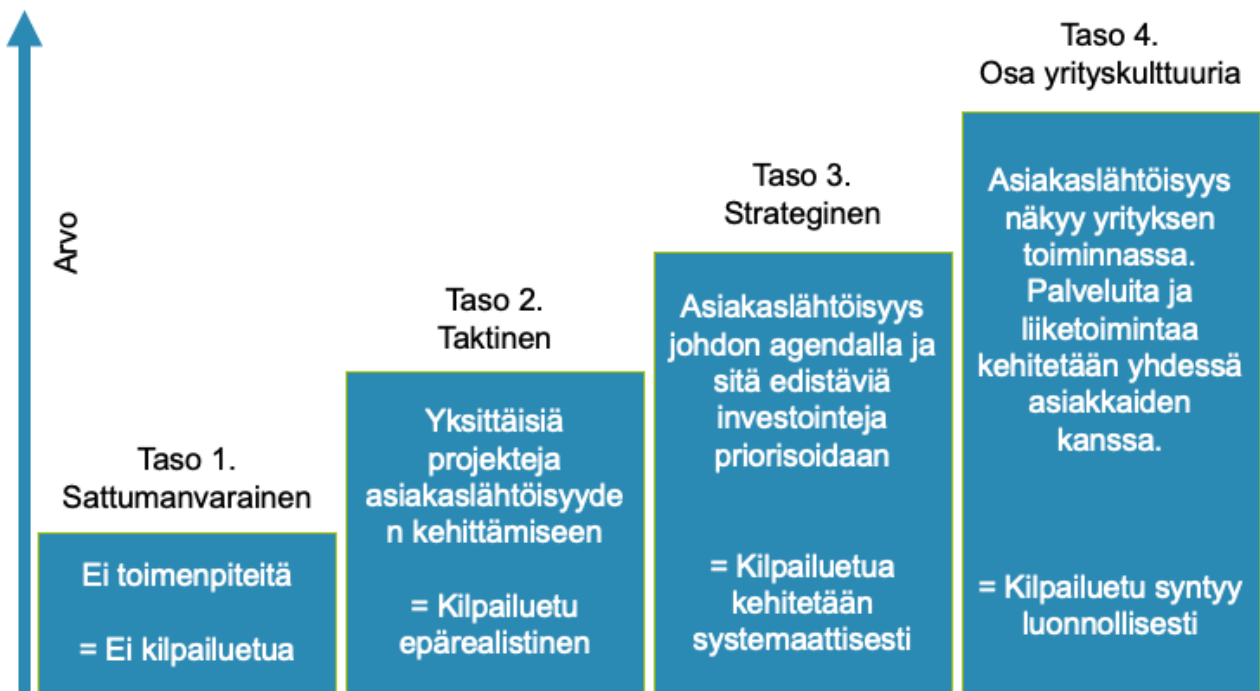 Arvo
Taso 1.
Sattumanvarainen
Ei toimenpiteitä
= Ei kilpailuetua
Taso 2.
Taktinen
Yksittäisiä
projekteja
asiakaslähtöisyyde
n kehittämiseen
= Kilpailuetu
epärealistinen
Taso 3.
Strateginen
Asiakaslähtöisyys
johdon agendalla ja
sitä edistäviä
investointeja
priorisoidaan
= Kilpailuetua
kehitetään
systemaattisesti
Taso 4.
Osa yrityskulttuuria
Asiakaslähtöisyys
näkyy yrityksen
toiminnassa.
Palveluita ja
liiketoimintaa
kehitetään yhdessä
asiakkaiden
kanssa.
= Kilpailuetu syntyy
luonnollisesti